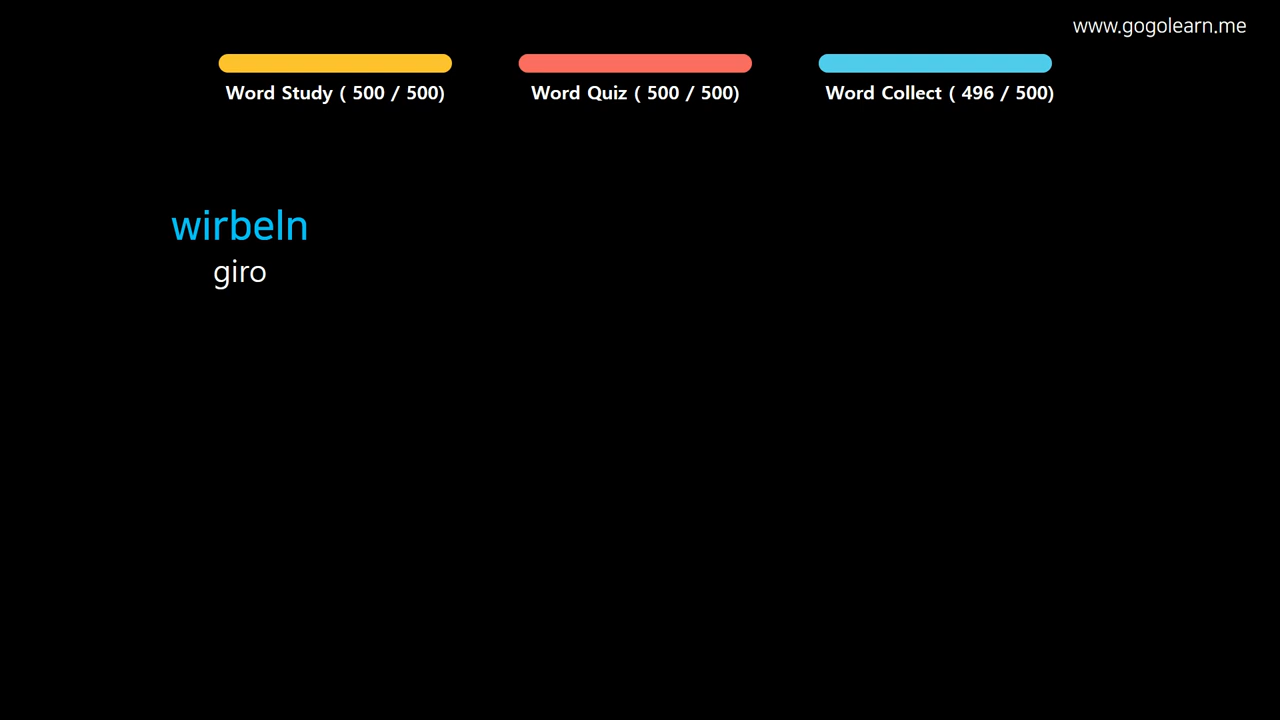 www.gogolearn.me
Word Study ( 500 / 500)
Word Quiz ( 500 / 500)
Word Collect ( 496 / 500)
wirbeln
giro